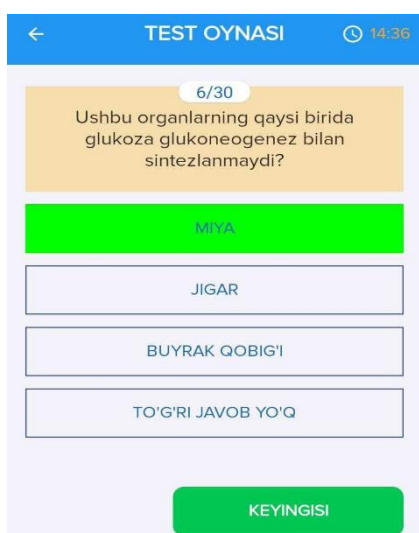 TEST OYNASI
14:36
6/30
Ushbu organlarning qaysi birida
glukoza glukoneogenez bilan
sintezlanmaydi?
MIYA
JIGAR
BUYRAK QOBIG'I
TO'G'RI JAVOB YO'Q
KEYINGISI